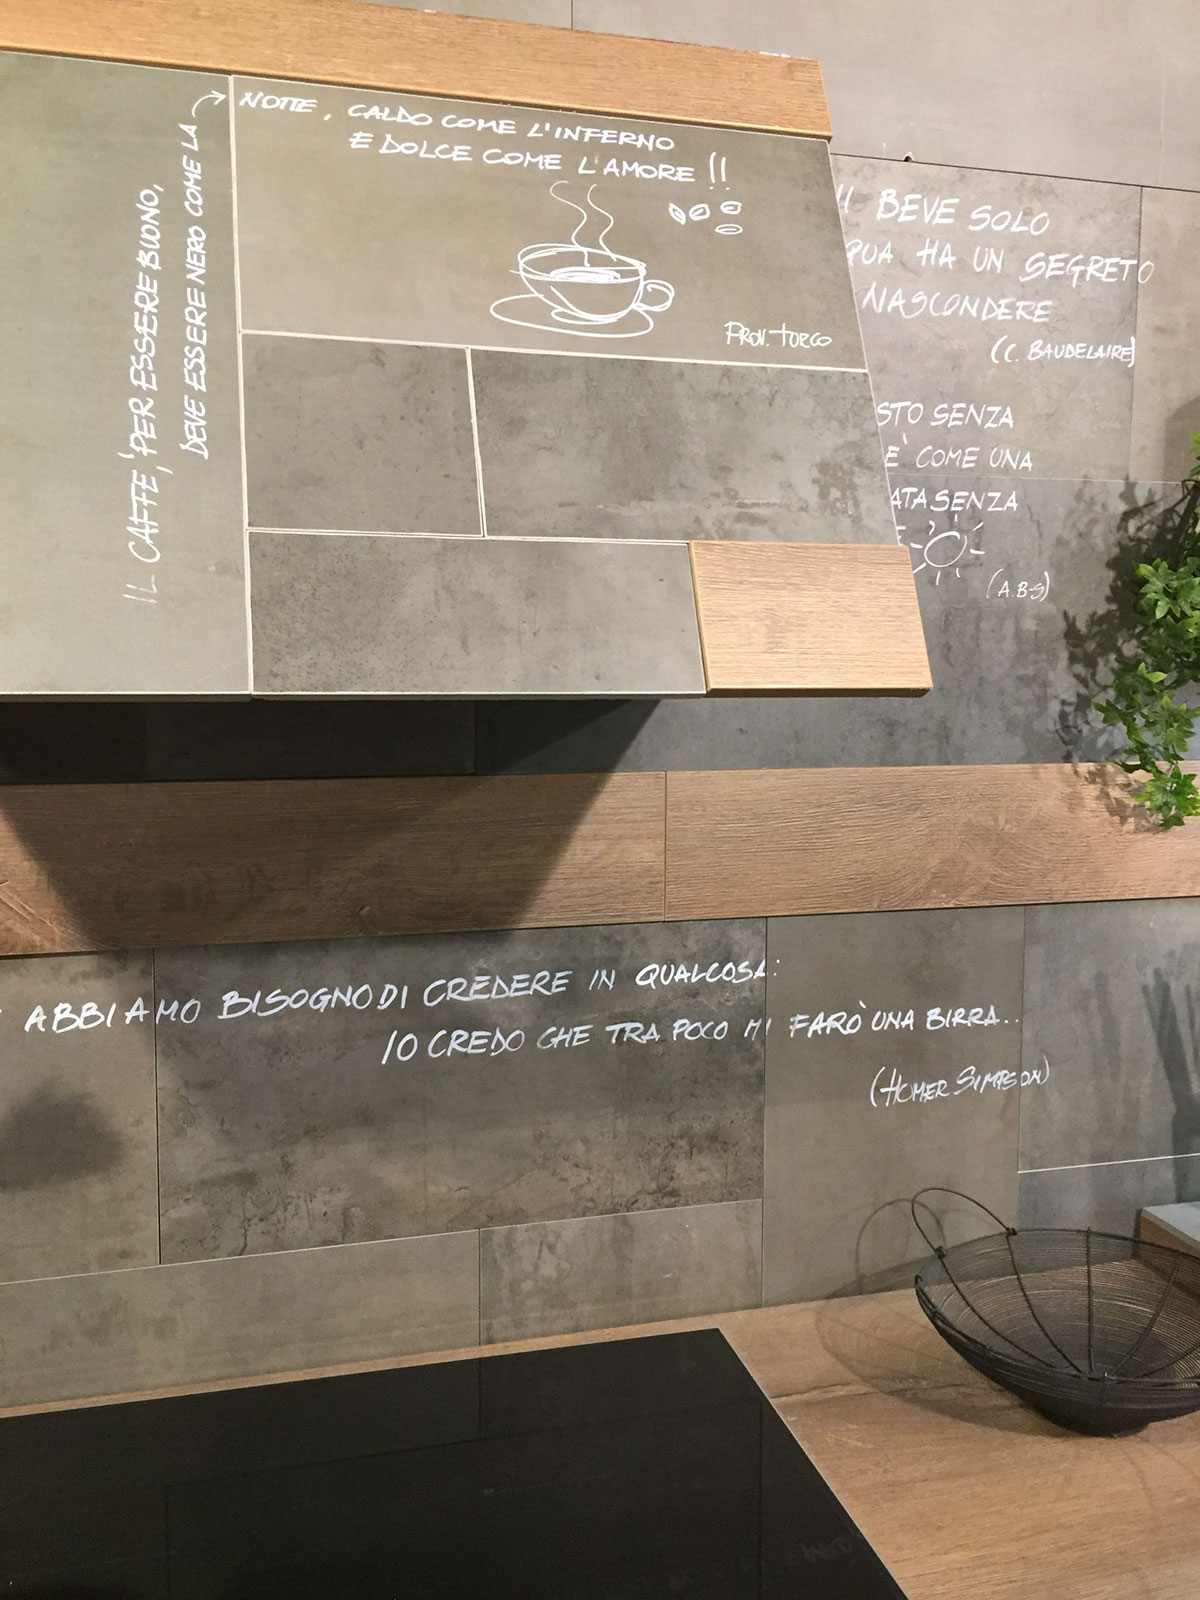 IL CAFFE', PER ESSERE BUONO,
DEVE ESSERE NERO COME LA
NOTTE, CALDO COME L'INFERNO
E DOLCE COME L'AMORE !!
PROV. TURCO
BEVE SOLO
HA UN SEGRETO
NASCONDERE
(C. BAUDELAIRE)
STO SENZA
E' COME UNA
ATA SENZA
(A.B-S)
ABBIAMO BISOGNO DI CREDERE IN QUALCOSA:
IO CREDO CHE TRA POCO MI FARÒ UNA BIRRA..
(HOMER SIMPSON)